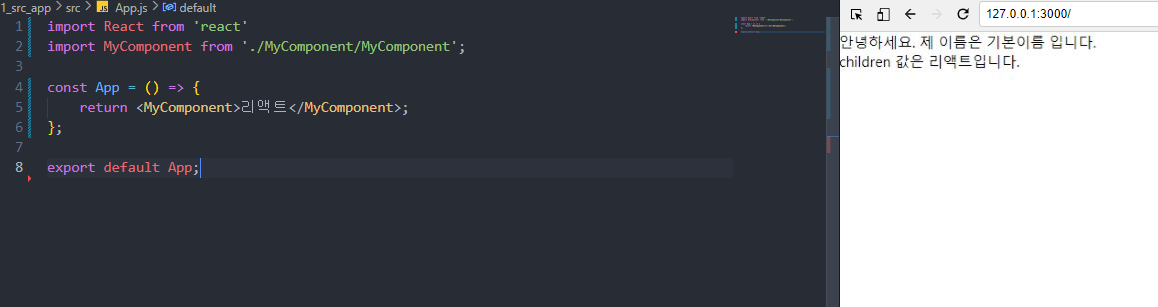 1_src_app > src > JS App.js > default
1 import React from 'react'
2 import MyComponent from './MyComponent/MyComponent';
3
4 const App = () => {
5 return <MyComponent>리액트</MyComponent>;
6 };
7
8 export default App;
127.0.0.1:3000/
안녕하세요. 제 이름은 기본이름 입니다.
children 값은 리액트입니다.